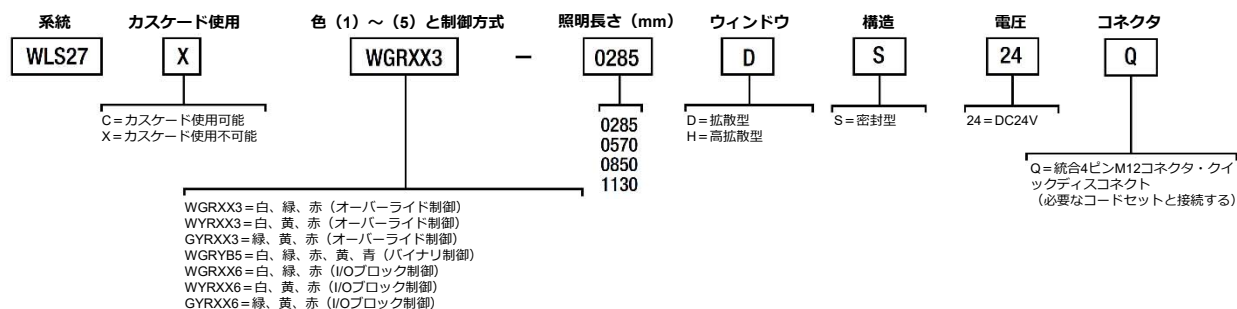 系統 カスケード使用 色（1）～（5）と制御方式 照明長さ（mm） ウィンドウ 構造 電圧 コネクタ
WLS27 X WGRXX3 － 0285 D S 24 Q
C＝カスケード使用可能
X＝カスケード使用不可能
0285
0570
0850
1130
D＝拡散型
H＝高拡散型
S＝密封型
24＝DC24V
Q＝統合4ピンM12コネクタ・クイ
ックディスコネクト
（必要なコードセットと接続する）
WGRXX3＝白、緑、赤（オーバーライド制御）
WYRXX3＝白、黄、赤（オーバーライド制御）
GYRXX3＝緑、黄、赤（オーバーライド制御）
WGRYB5＝白、緑、赤、黄、青（バイナリ制御）
WGRXX6＝白、緑、赤（I/Oブロック制御）
WYRXX6＝白、黄、赤（I/Oブロック制御）
GYRXX6＝緑、黄、赤（I/Oブロック制御）